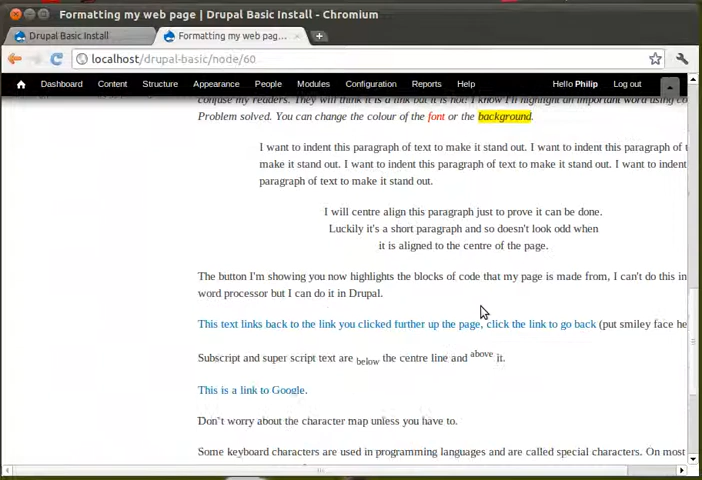 Formatting my web page | Drupal Basic Install - Chromium
Drupal Basic Install
Formatting my web pag...
localhost/drupal-basic/node/60
Dashboard Content Structure Appearance People Modules Configuration Reports Help Hello Philip Log out
confuse my readers. They will think it is a link but it is not! I know I'll highlight an important word using co
Problem solved. You can change the colour of the font or the background.
I want to indent this paragraph of text to make it stand out. I want to indent this paragraph of t
make it stand out. I want to indent this paragraph of text to make it stand out. I want to indent
paragraph of text to make it stand out.
I will centre align this paragraph just to prove it can be done.
Luckily it's a short paragraph and so doesn't look odd when
it is aligned to the centre of the page.
The button I'm showing you now highlights the blocks of code that my page is made from, I can't do this in
word processor but I can do it in Drupal.
This text links back to the link you clicked further up the page, click the link to go back (put smiley face he
Subscript and super script text are below the centre line and above it.
This is a link to Google.
Don't worry about the character map unless you have to.
Some keyboard characters are used in programming languages and are called special characters. On most